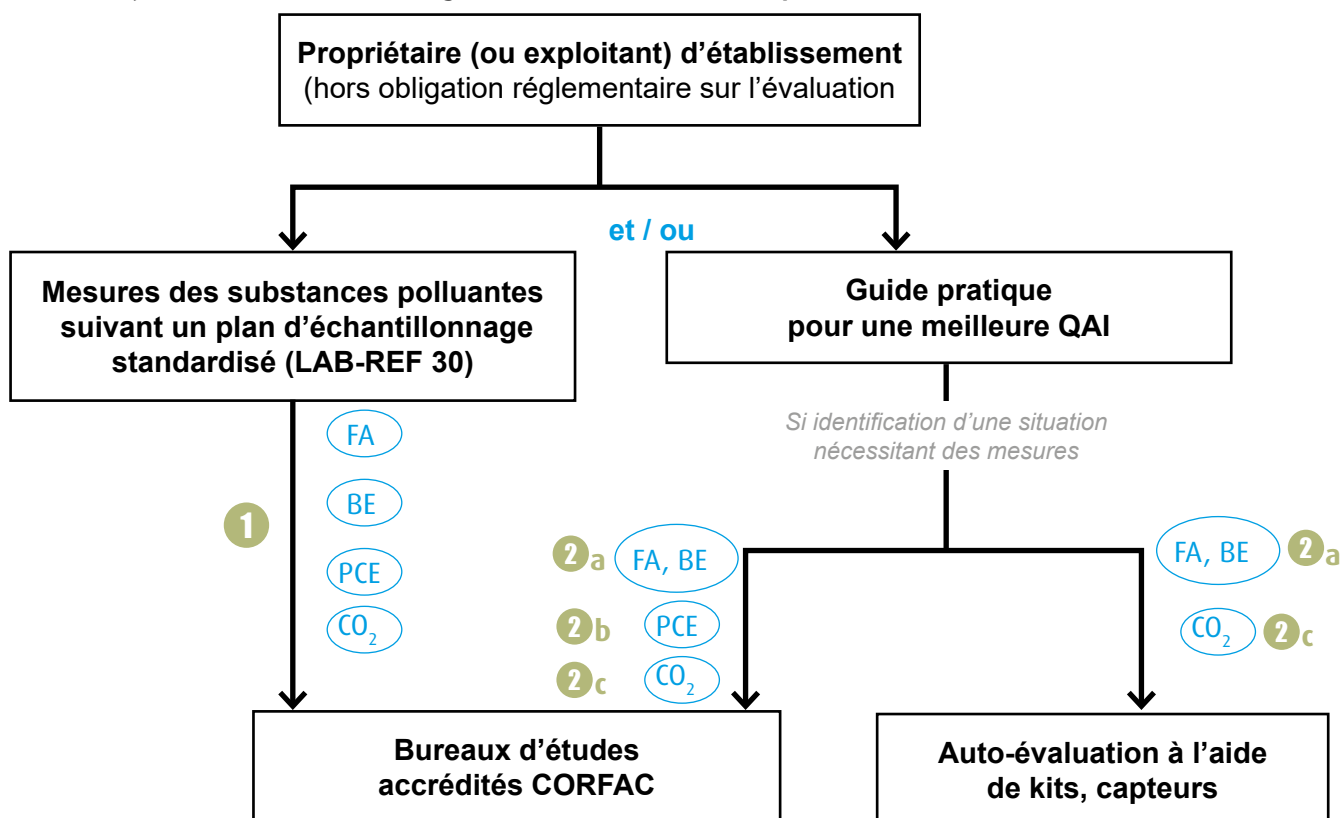 Propriétaire (ou exploitant) d'établissement
(hors obligation réglementaire sur l'évaluation
et / ou
Mesures des substances polluantes
suivant un plan d'échantillonnage
standardisé (LAB-REF 30)
Guide pratique
pour une meilleure QAI
Si identification d'une situation
nécessitant des mesures
1
FA
BE
PCE
CO₂
2a FA, BE
2b PCE
2c CO₂
FA, BE 2a
CO₂ 2c
Bureaux d'études
accrédités CORFAC
Auto-évaluation à l'aide
de kits, capteurs